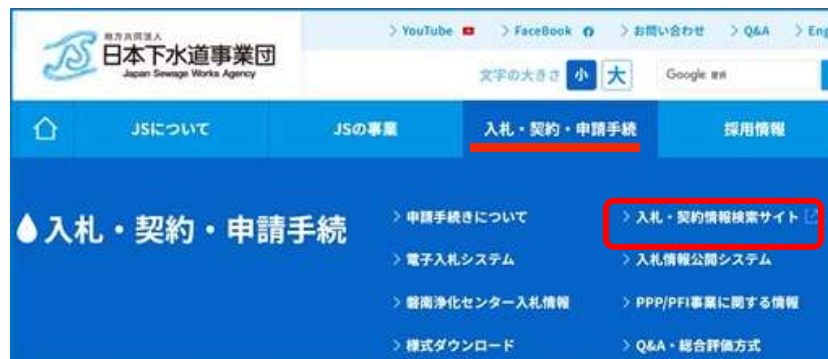 YouTube FaceBook お問い合わせ Q&A Eng
地方共同法人
日本下水道事業団
Japan Sewage Works Agency
文字の大きさ 小 大 Google
JSについて JSの事業 入札・契約・申請手続 採用情報
入札・契約・申請手続
申請手続きについて 入札・契約情報検索サイト
電子入札システム 入札情報公開システム
磐南浄化センター入札情報 PPP/PFI事業に関する情報
様式ダウンロード Q&A・総合評価方式